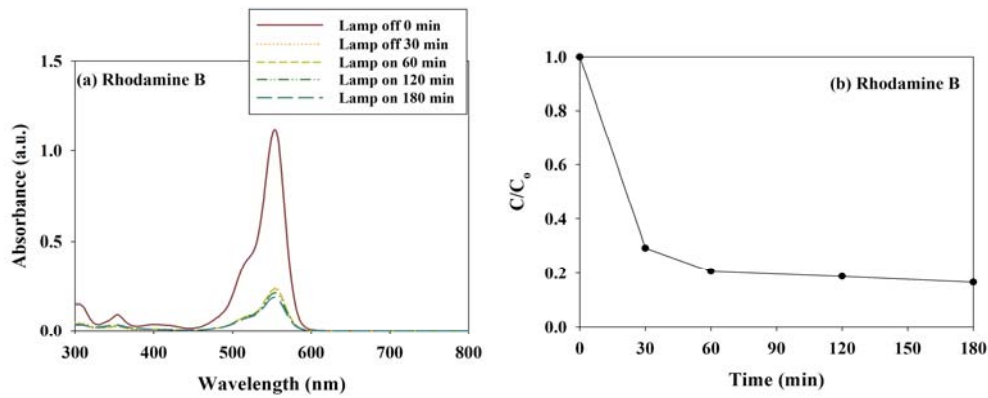 Lamp off 0 min
Lamp off 30 min
Lamp on 60 min
Lamp on 120 min
Lamp on 180 min
(a) Rhodamine B
1.5
1.0
0.5
0.0
Absorbance (a.u.)
300 400 500 600 700 800
Wavelength (nm)
(b) Rhodamine B
1.0
0.8
0.6
0.4
0.2
0.0
C/Co
0 30 60 90 120 150 180
Time (min)